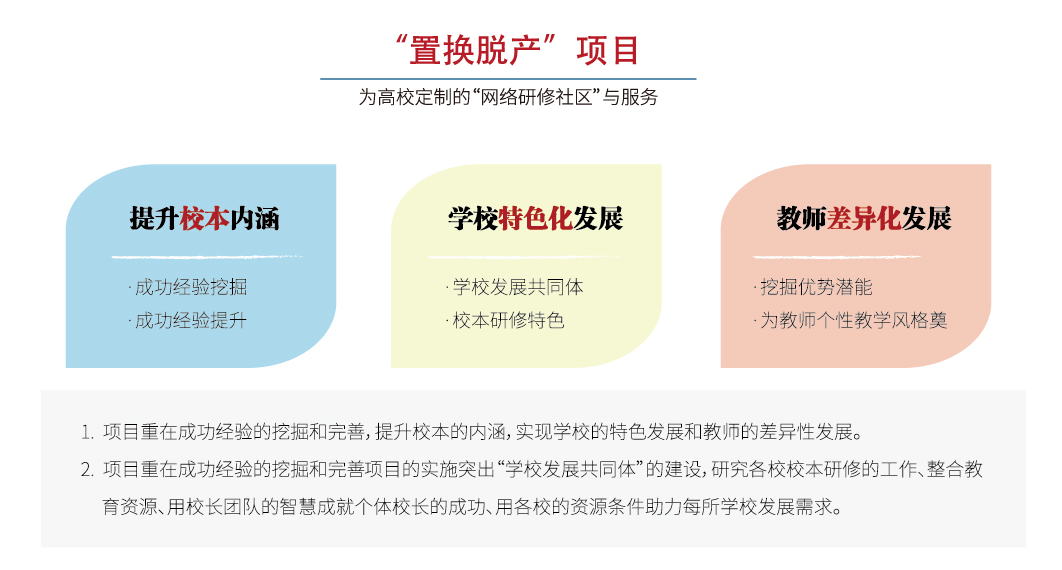 “置换脱产”项目
为高校定制的“网络研修社区”与服务
提升校本内涵
·成功经验挖掘
·成功经验提升
学校特色化发展
·学校发展共同体
·校本研修特色
教师差异化发展
·挖掘优势潜能
·为教师个性教学风格奠
1. 项目重在成功经验的挖掘和完善，提升校本的内涵，实现学校的特色发展和教师的差异性发展。
2. 项目重在成功经验的挖掘和完善项目的实施突出“学校发展共同体”的建设，研究各校校本研修的工作、整合教
育资源、用校长团队的智慧成就个体校长的成功、用各校的资源条件助力每所学校发展需求。